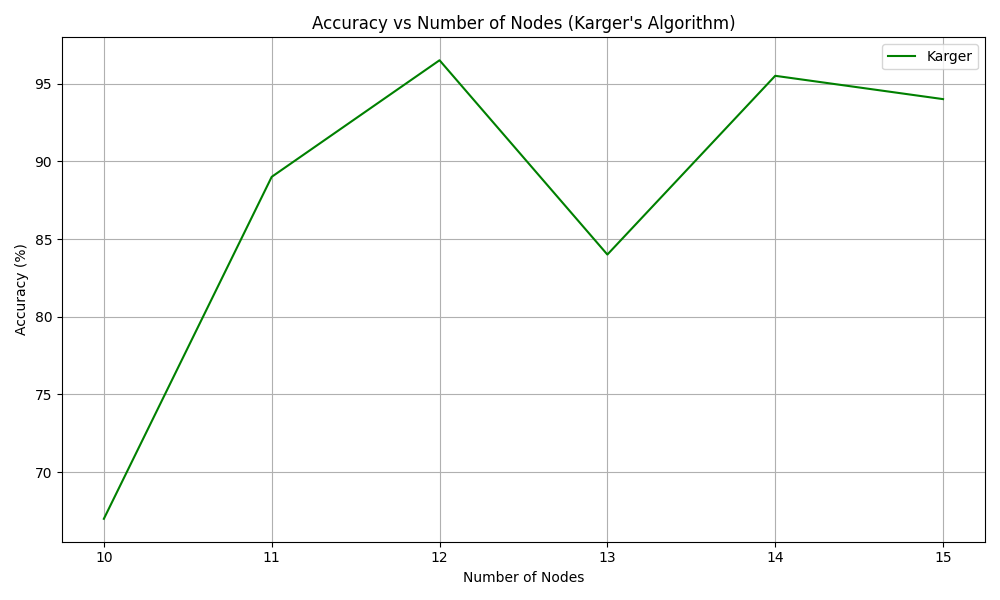 Accuracy vs Number of Nodes (Karger's Algorithm)
Karger
95
90
85
80
75
70
Accuracy (%)
10 11 12 13 14 15
Number of Nodes